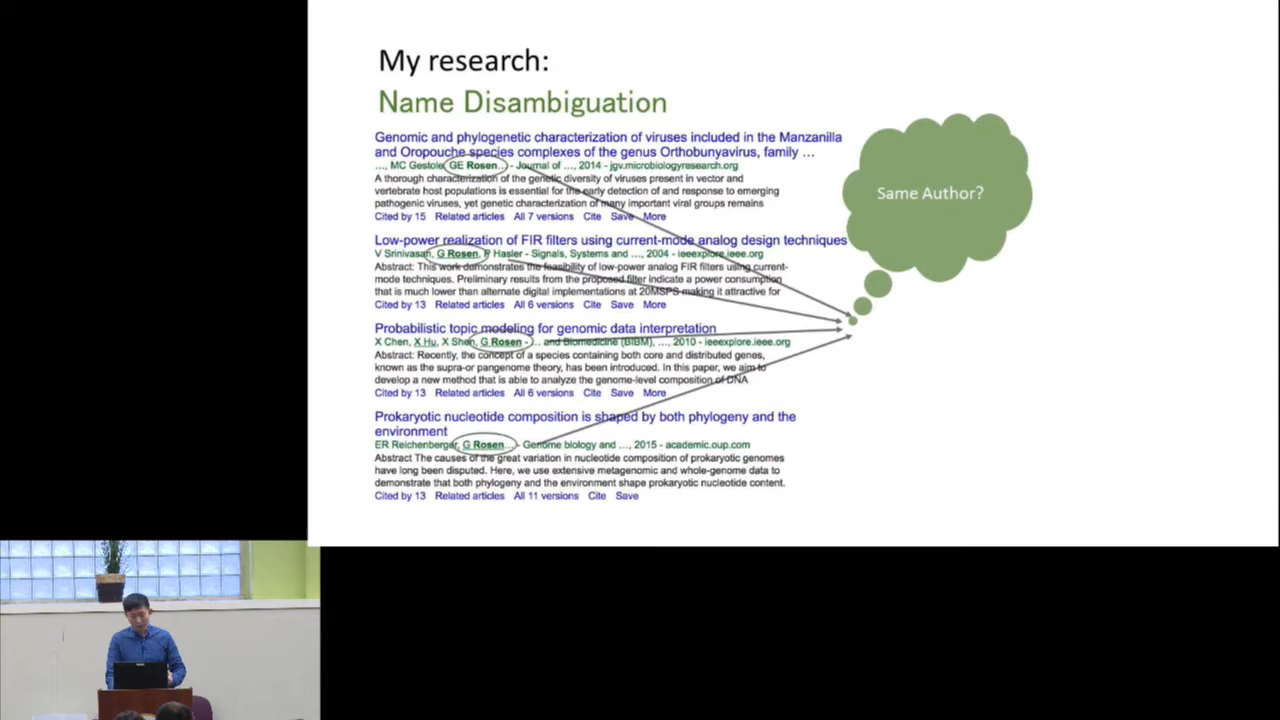 My research:
Name Disambiguation
Genomic and phylogenetic characterization of viruses included in the Manzanilla
and Oropouche species complexes of the genus Orthobunyavirus, family ...
..., MC Gestole, GE Rosen... - Journal of ..., 2014 - jgv.microbiologyresearch.org
A thorough characterization of the genetic diversity of viruses present in vector and
vertebrate host populations is essential for the early detection of and response to emerging
pathogenic viruses, yet genetic characterization of many important viral groups remains
Cited by 15 Related articles All 7 versions Cite Save More
Same Author?
Low-power realization of FIR filters using current-mode analog design techniques
V Srinivasan, G Rosen, P Hasler - Signals, Systems and ..., 2004 - ieeexplore.ieee.org
Abstract: This work demonstrates the feasibility of low-power analog FIR filters using current-
mode techniques. Preliminary results from the proposed filter indicate a power consumption
that is much lower than alternate digital implementations at 20MSPS making it attractive for
Cited by 13 Related articles All 6 versions Cite Save More
Probabilistic topic modeling for genomic data interpretation
X Chen, X Hu, X Shen, G Rosen - ... and Biomedicine (BIBM), ..., 2010 - ieeexplore.ieee.org
Abstract: Recently, the concept of a species containing both core and distributed genes,
known as the supra-or pangenome theory, has been introduced. In this paper, we aim to
develop a new method that is able to analyze the genome-level composition of DNA
Cited by 13 Related articles All 6 versions Cite Save More
Prokaryotic nucleotide composition is shaped by both phylogeny and the
environment
ER Reichenberger, G Rosen... - Genome biology and ..., 2015 - academic.oup.com
Abstract The causes of the great variation in nucleotide composition of prokaryotic genomes
have long been disputed. Here, we use extensive metagenomic and whole-genome data to
demonstrate that both phylogeny and the environment shape prokaryotic nucleotide content.
Cited by 13 Related articles All 11 versions Cite Save